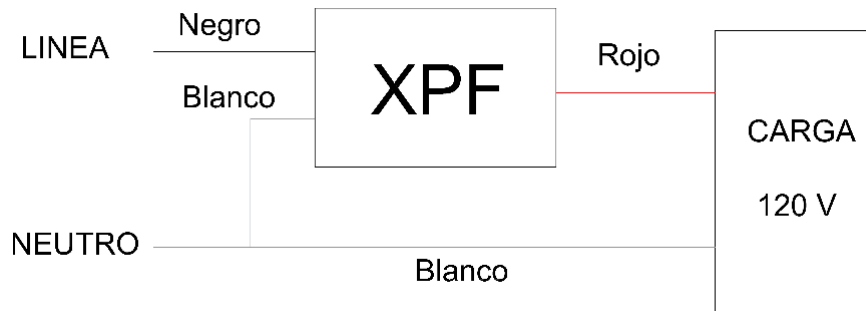 Negro
LINEA
XPF
Rojo
Blanco
CARGA
120 V
NEUTRO
Blanco